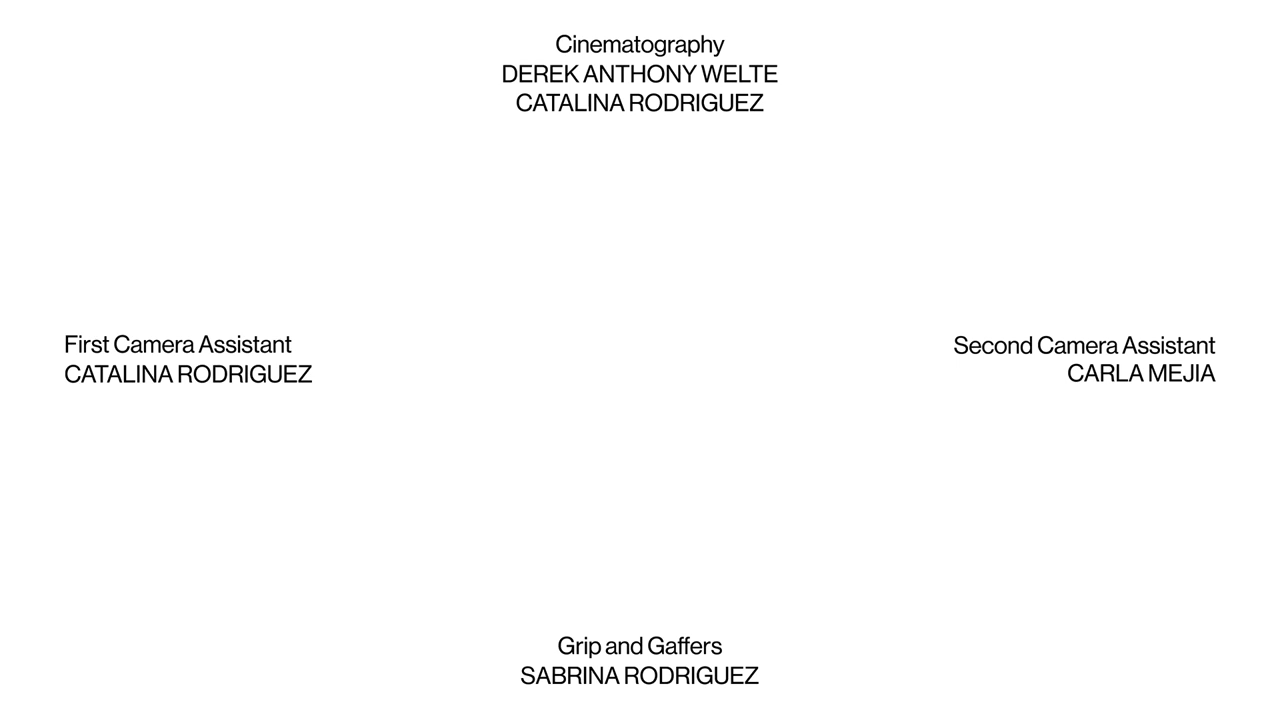 Cinematography
DEREK ANTHONY WELTE
CATALINA RODRIGUEZ
First Camera Assistant
CATALINA RODRIGUEZ
Second Camera Assistant
CARLA MEJIA
Grip and Gaffers
SABRINA RODRIGUEZ